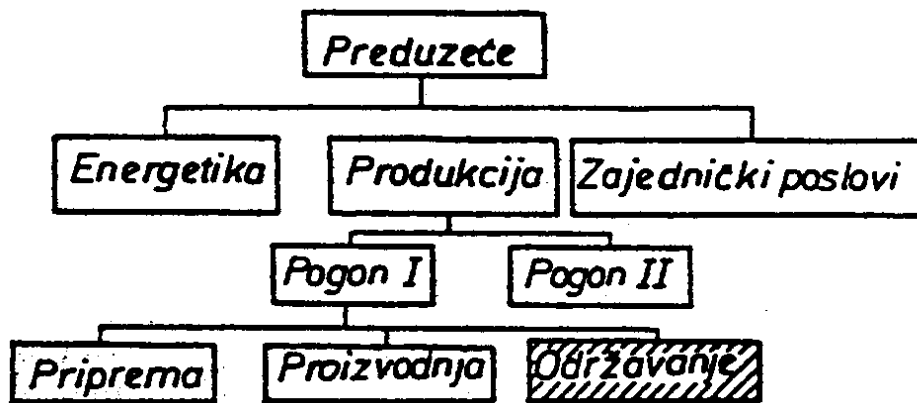 Preduzeće
Energetika
Produkcija
Zajednički poslovi
Pogon I
Pogon II
Priprema
Proizvodnja
Održavanje